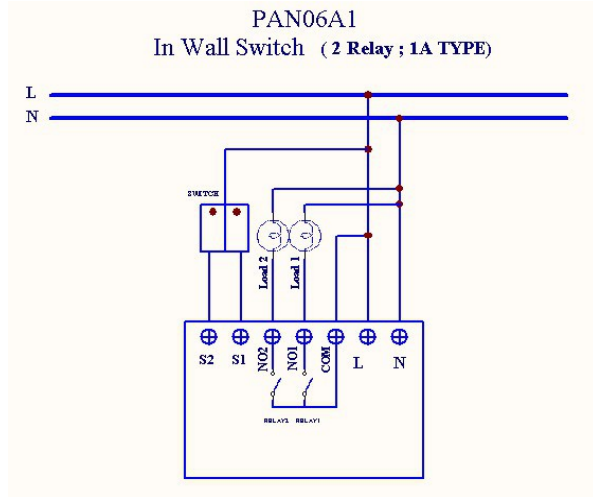 PAN06A1
In Wall Switch ( 2 Relay ; 1A TYPE)
L
N
SWITCH
Load 2
Load 1
S2
S1
NO2
NO1
COM
L
N
RELAY2
RELAY1